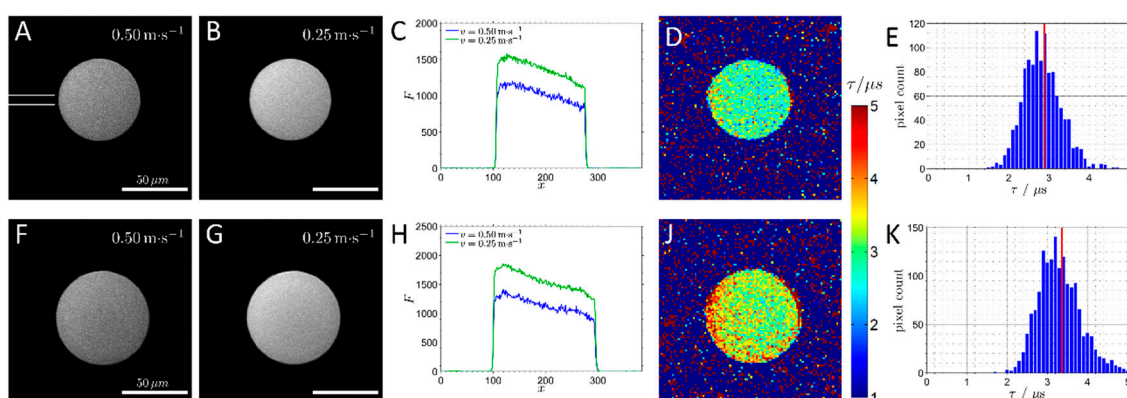 A
0.50 m·s⁻¹
50 μm
B
0.25 m·s⁻¹
C
2000
1500
1000
500
0
F
v = 0.50 m·s⁻¹
v = 0.25 m·s⁻¹
0 100 200 300
x
D
τ/μs
5
4
3
2
1
E
120
100
80
60
40
20
0
pixel count
0 2 4
τ / μs
F
0.50 m·s⁻¹
50 μm
G
0.25 m·s⁻¹
H
2500
2000
1500
1000
500
0
F
v = 0.50 m·s⁻¹
v = 0.25 m·s⁻¹
0 100 200 300
x
J
K
150
100
50
0
pixel count
0 1 2 3 4 5
τ / μs